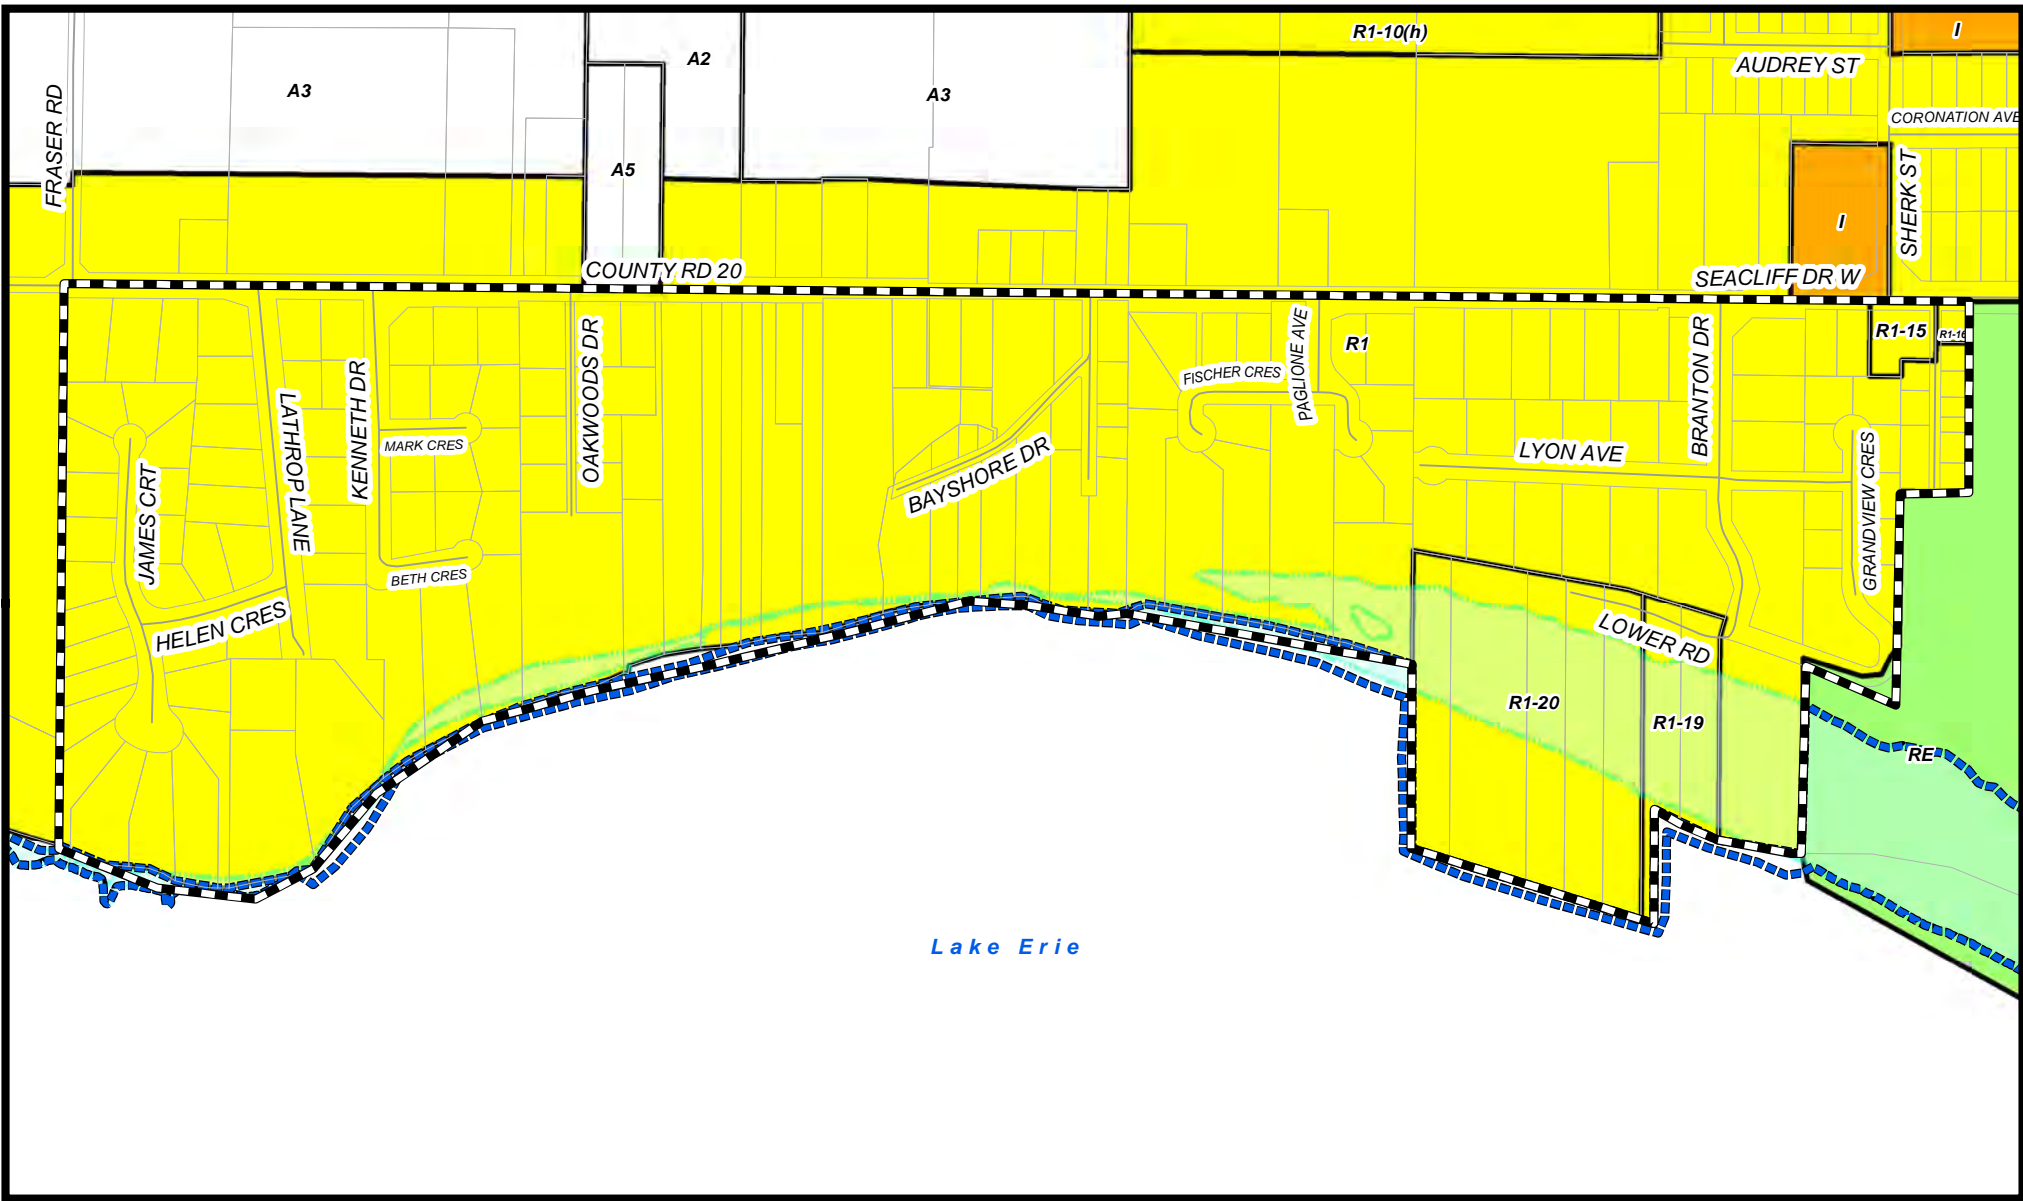 R1-10(h)
I
A2
AUDREY ST
A3
A3
CORONATION AVE
FRASER RD
A5
SHERK ST
I
COUNTY RD 20
SEACLIFF DR W
R1-15
R1-16
R1
BRANTON DR
PAGLIONE AVE
OAKWOODS DR
FISCHER CRES
KENNETH DR
LATHROP LANE
MARK CRES
LYON AVE
BAYSHORE DR
GRANDVIEW CRES
JAMES CRT
BETH CRES
HELEN CRES
LOWER RD
R1-20
R1-19
RE
Lake Erie